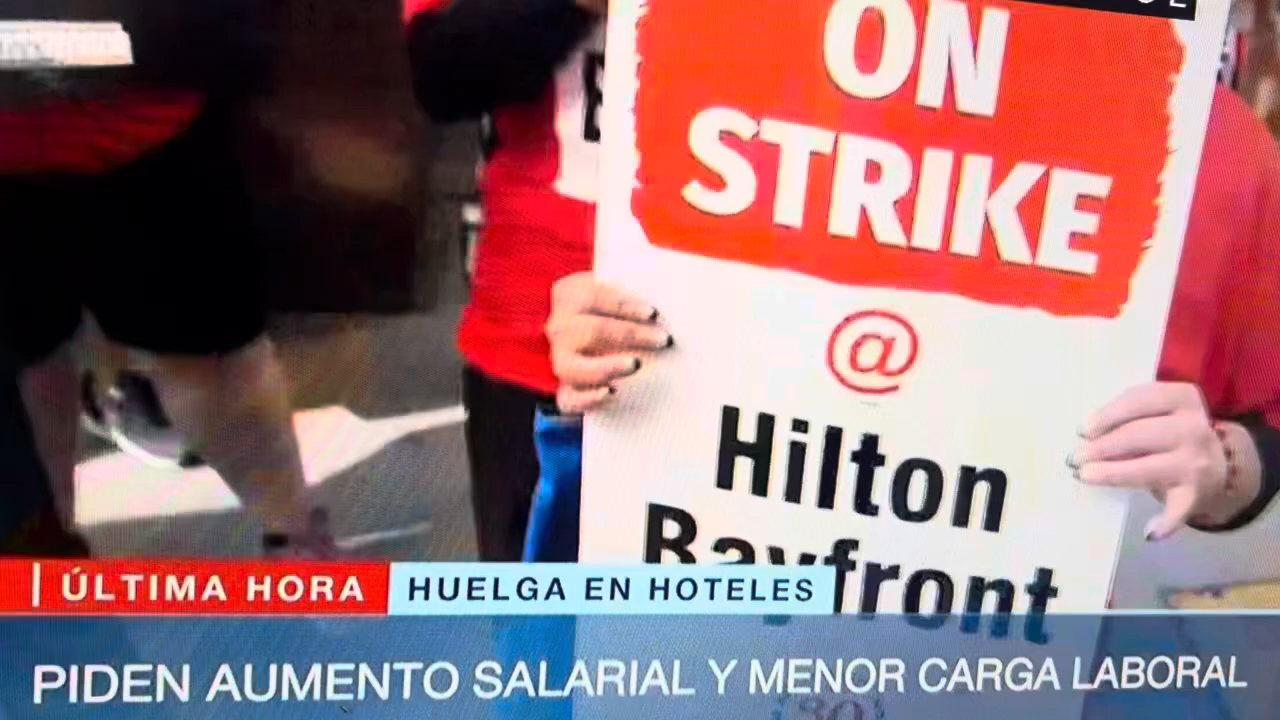 ON
STRIKE
@
Hilton
Bayfront
ÚLTIMA HORA HUELGA EN HOTELES
PIDEN AUMENTO SALARIAL Y MENOR CARGA LABORAL